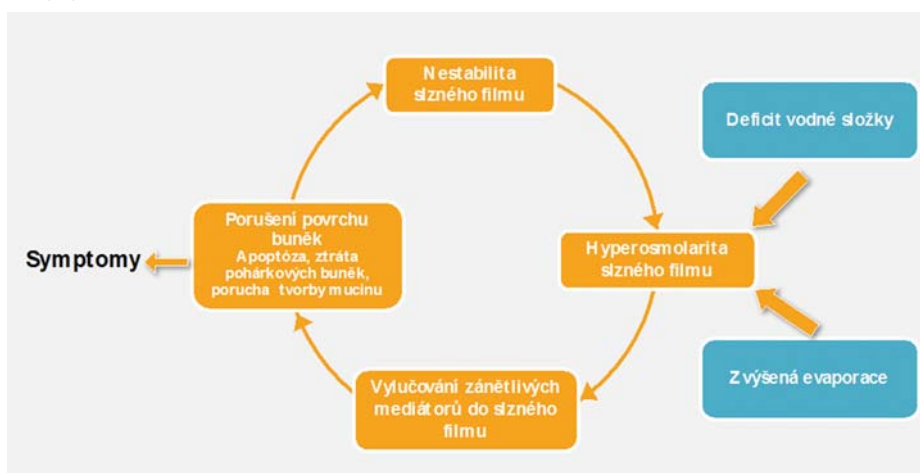 Nestabilita
slzného filmu
Deficit vodné složky
Hyperosmolarita
slzného filmu
Zvýšená evaporace
Vylučování zánětlivých
mediátorů do slzného
filmu
Porušení povrchu
buněk
Apoptóza, ztráta
pohárkových buněk,
porucha tvorby mucinu
Symptomy